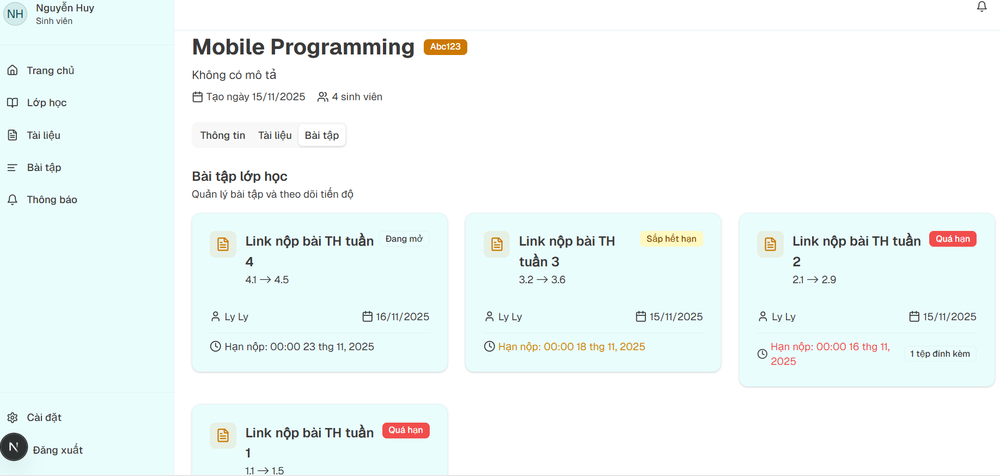 NH
Nguyễn Huy
Sinh viên
Trang chủ
Lớp học
Tài liệu
Bài tập
Thông báo
Cài đặt
N
Đăng xuất
Mobile Programming
Abc123
Không có mô tả
Tạo ngày 15/11/2025
4 sinh viên
Thông tin
Tài liệu
Bài tập
Bài tập lớp học
Quản lý bài tập và theo dõi tiến độ
Link nộp bài TH tuần
4
Đang mở
4.1 → 4.5
Ly Ly
16/11/2025
Hạn nộp: 00:00 23 thg 11, 2025
Link nộp bài TH
tuần 3
Sắp hết hạn
3.2 → 3.6
Ly Ly
15/11/2025
Hạn nộp: 00:00 18 thg 11, 2025
Link nộp bài TH tuần
2
Quá hạn
2.1 → 2.9
Ly Ly
15/11/2025
Hạn nộp: 00:00 16 thg 11,
2025
1 tệp đính kèm
Link nộp bài TH tuần
1
Quá hạn
1.1 → 1.5